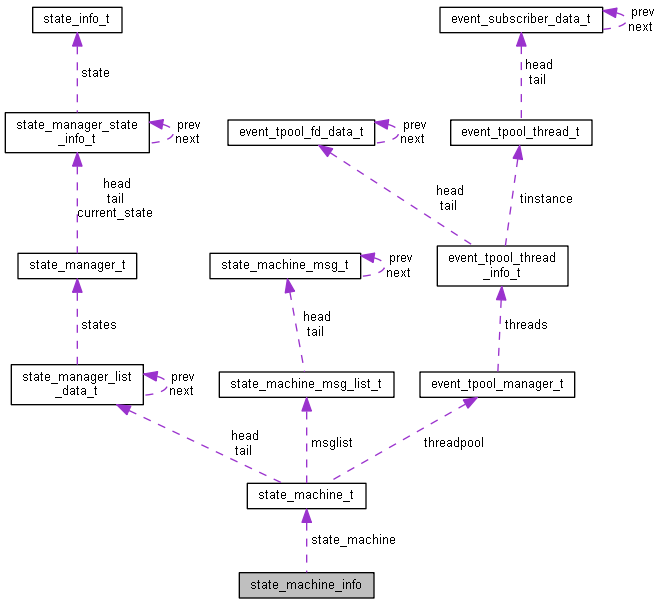 state_info_t
event_subscriber_data_t
prev
next
state
head
tail
state_manager_state
_info_t
prev
next
event_tpool_fd_data_t
prev
next
event_tpool_thread_t
head
tail
current_state
head
tail
tinstance
state_manager_t
state_machine_msg_t
prev
next
event_tpool_thread
_info_t
states
head
tail
threads
state_manager_list
_data_t
prev
next
state_machine_msg_list_t
event_tpool_manager_t
head
tail
msglist
threadpool
state_machine_t
state_machine
state_machine_info